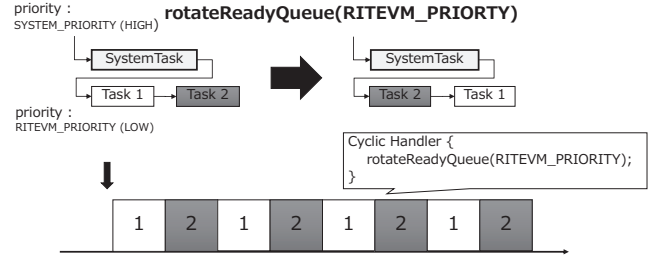 priority :
SYSTEM_PRIORITY (HIGH)
rotateReadyQueue(RITEVM_PRIORTY)
SystemTask
Task 1
Task 2
priority :
RITEVM_PRIORITY (LOW)
SystemTask
Task 2
Task 1
Cyclic Handler {
rotateReadyQueue(RITEVM_PRIORITY);
}
1 2 1 2 1 2 1 2